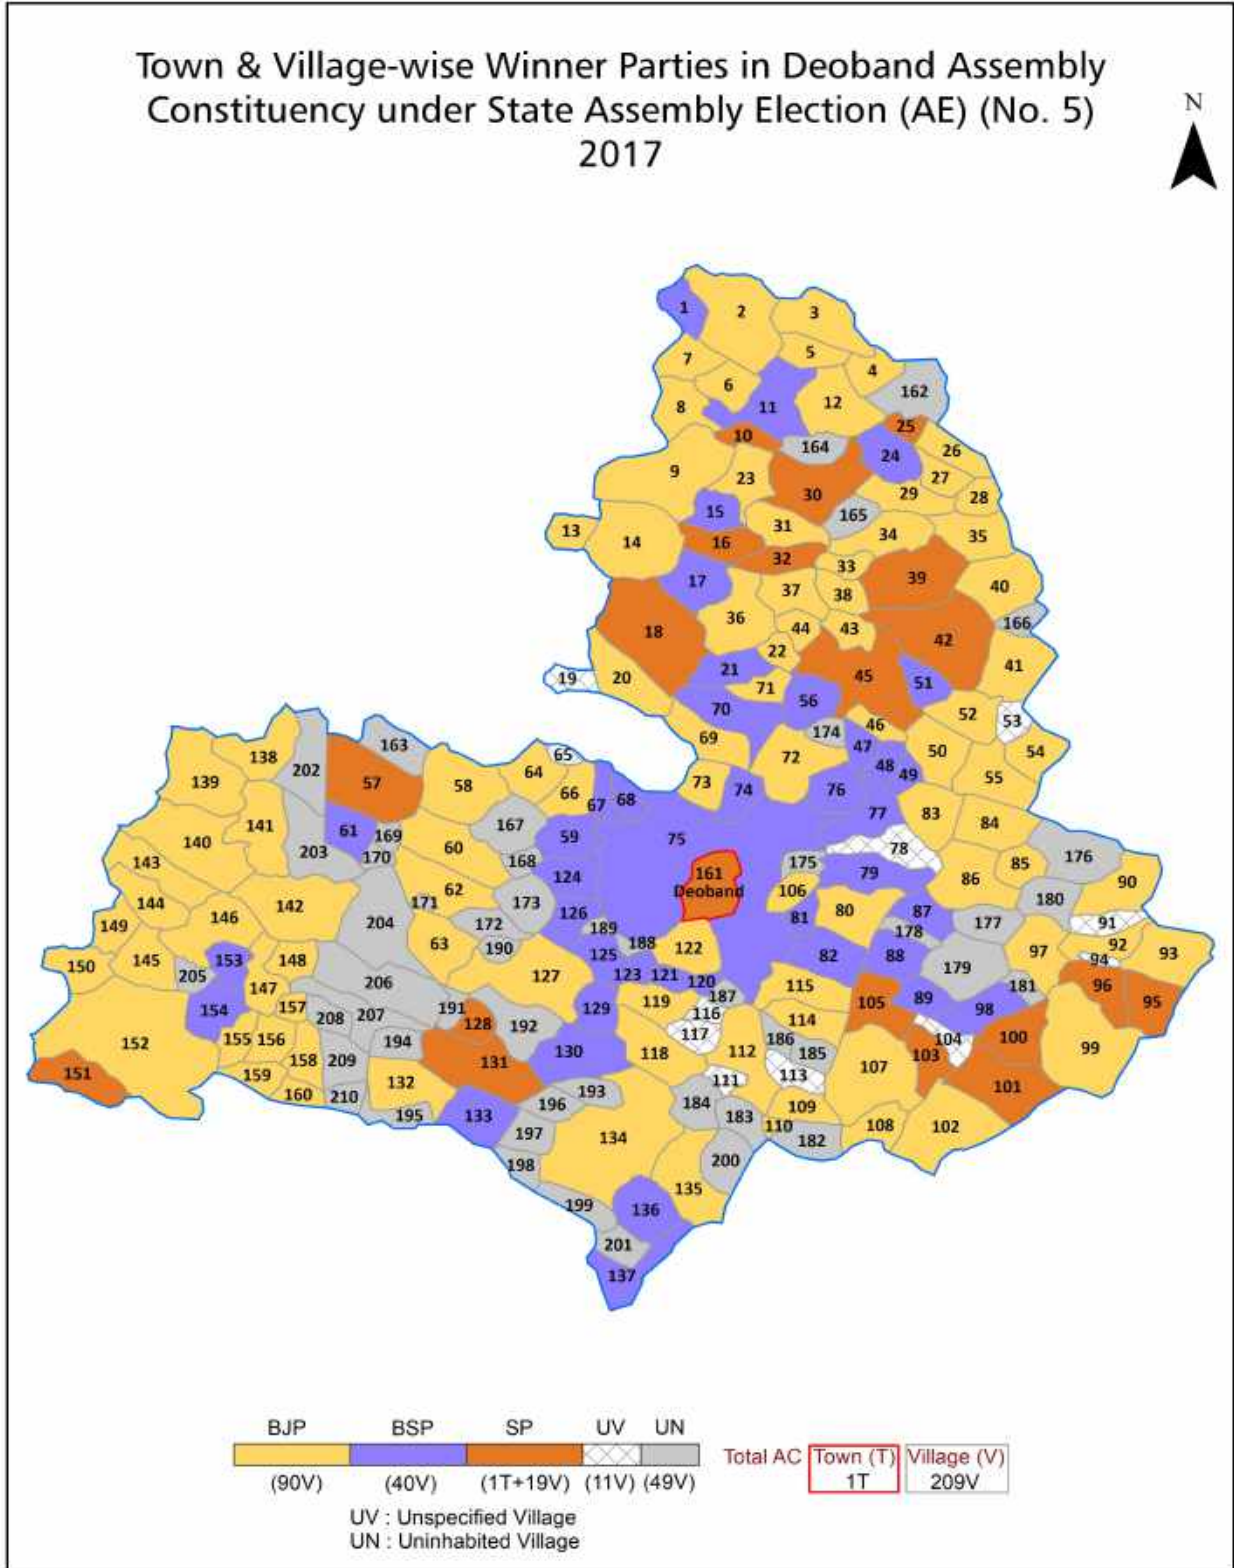 Town & Village-wise Winner Parties in Deoband Assembly
Constituency under State Assembly Election (AE) (No. 5)
2017
N
1 2 3
5
7 4
6 162
8 11 12
10 25
164 24 26
9 23 27
30 29 28
15 165
13 14 31 34 35
16
32 33 39
17 37 38 40
36
18 44 43 42 166
22
21 45 41
19 20 71 51
70 56
52 53
69 174 46
163 47 50 54
138 65 72 48
202 64 49 55
139 57 58 66 73 74 76
67 68
77 83 84
141 61 169 167 59 75
140 203 170 60 78
143 168 175 85 176
79 86
161
Deoband
124 106 90
144 142 62
171 173 180
149 146 204 172 126 81 80 87
189 178 177 91
63 190 188 122 92
145 153 148 125 82 88 97 94 93
150 205 206 127 123 121 120 179
147 115 181 96
154 157 191 129 119 187 105 89 98 95
208 207 128 192 116 114
152 155 156 194 117 186 104 100
158 209 131 130 118 112 185 103 99
151 159 132 111 113 107
160 210 193 101
195 133 196 184 109
197 134 183 110 108 102
182
198 200
135
199 136
201
137
BJP BSP SP UV UN
(90V) (40V) (1T+19V) (11V) (49V)
Total AC Town (T) Village (V)
1T 209V
UV : Unspecified Village
UN : Uninhabited Village